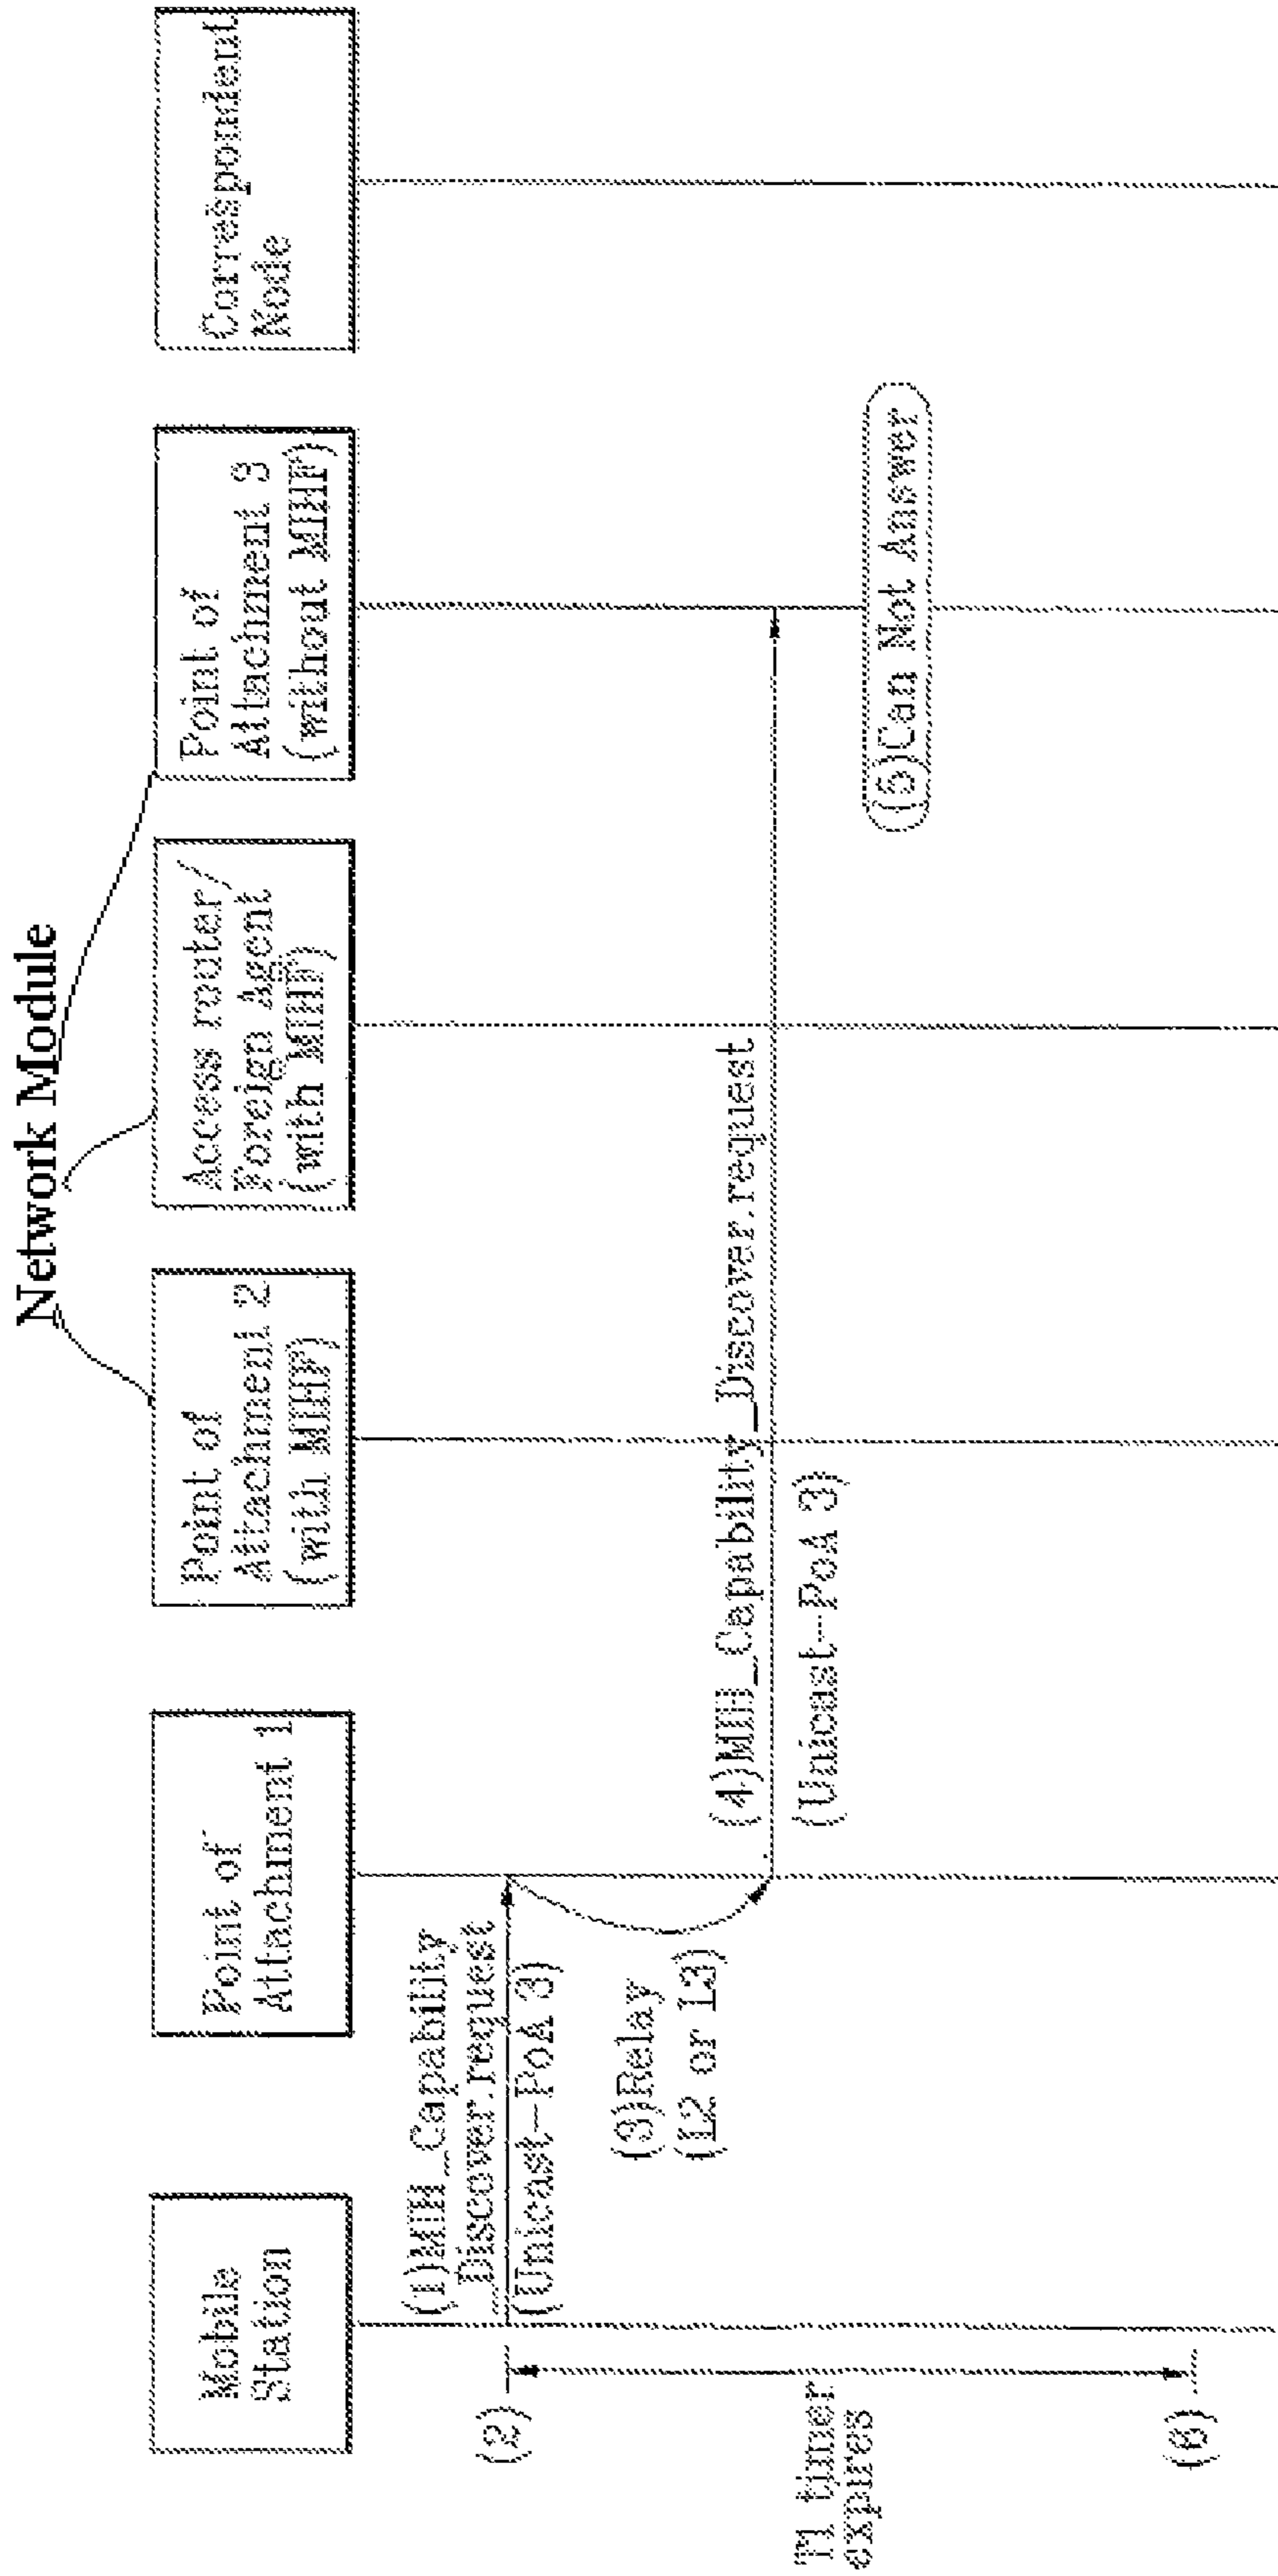 Network Module
Mobile
Station
Point of
Attachment 1
Point of
Attachment 2
(with MIHF)
Access router/
Foreign Agent
(with MIHF)
Point of
Attachment 3
(without MIHF)
Correspondent
Node
(1)MIH_Capability
_Discover.request
(Unicast-PoA 3)
(2)
(3)Relay
(L2 or L3)
(4)MIH_Capability_Discover.request
(Unicast-PoA 3)
(5)Can Not Answer
T1 timer
expires
(6)